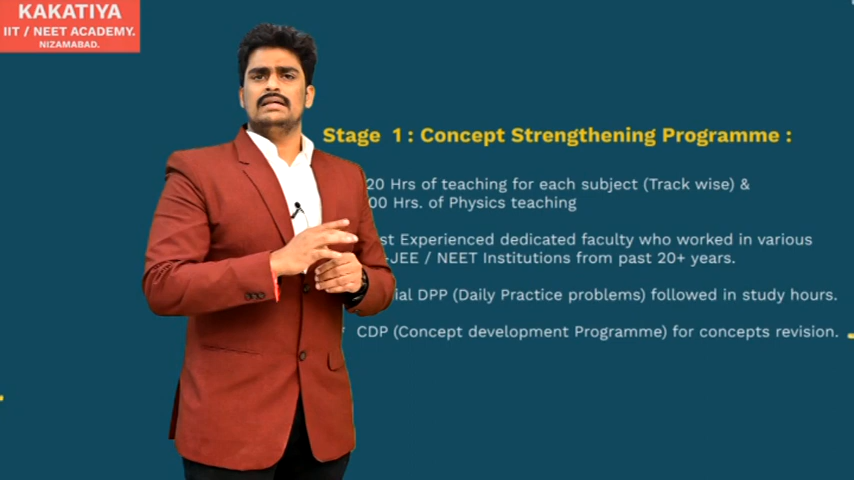 KAKATIYA
IIT / NEET ACADEMY.
NIZAMABAD.
Stage 1 : Concept Strengthening Programme :
20 Hrs of teaching for each subject (Track wise) &
00 Hrs. of Physics teaching
Experienced dedicated faculty who worked in various
-JEE / NEET Institutions from past 20+ years.
DPP (Daily Practice problems) followed in study hours.
CDP (Concept development Programme) for concepts revision.